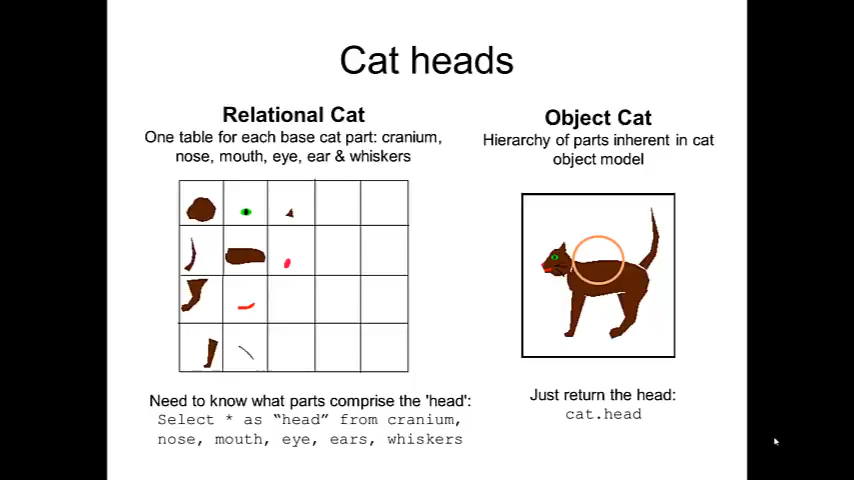 Cat heads
Relational Cat
One table for each base cat part: cranium,
nose, mouth, eye, ear & whiskers
Need to know what parts comprise the 'head':
Select * as “head” from cranium,
nose, mouth, eye, ears, whiskers
Object Cat
Hierarchy of parts inherent in cat
object model
Just return the head:
cat.head